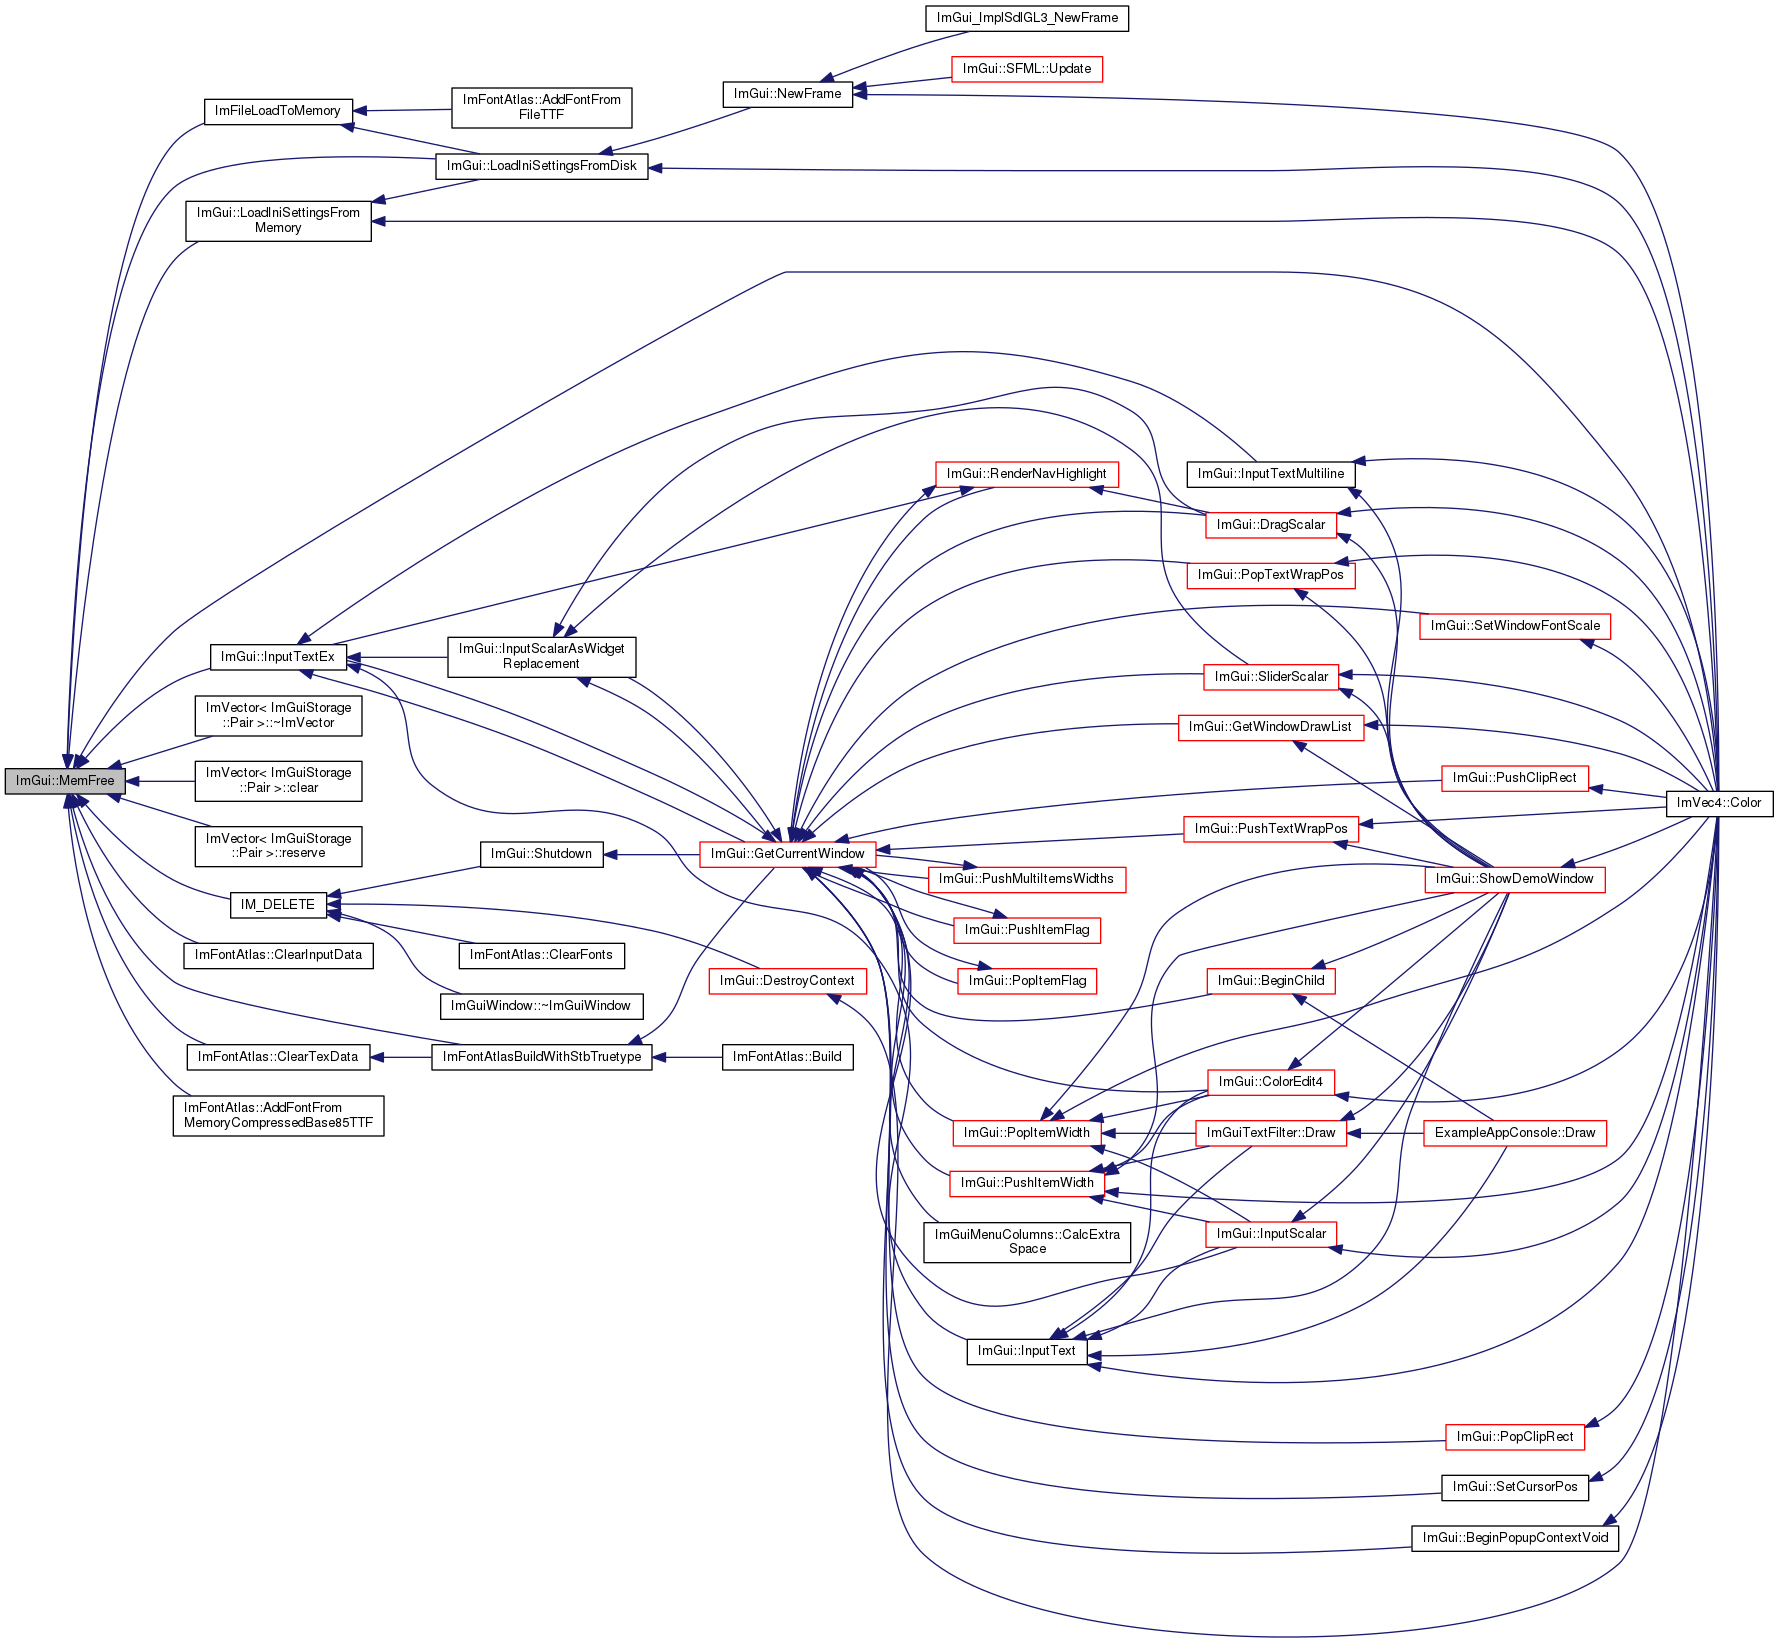 ImGui_ImplSdlGL3_NewFrame
ImGui::SFML::Update
ImGui::NewFrame
ImFontAtlas::AddFontFrom
FileTTF
ImFileLoadToMemory
ImGui::LoadIniSettingsFromDisk
ImGui::LoadIniSettingsFrom
Memory
ImGui::RenderNavHighlight
ImGui::InputTextMultiline
ImGui::DragScalar
ImGui::PopTextWrapPos
ImGui::SetWindowFontScale
ImGui::InputTextEx
ImGui::InputScalarAsWidget
Replacement
ImGui::SliderScalar
ImVector< ImGuiStorage
::Pair >::~ImVector
ImGui::GetWindowDrawList
ImGui::MemFree
ImVector< ImGuiStorage
::Pair >::clear
ImGui::PushClipRect
ImVec4::Color
ImVector< ImGuiStorage
::Pair >::reserve
ImGui::PushTextWrapPos
ImGui::Shutdown
ImGui::GetCurrentWindow
ImGui::PushMultiItemsWidths
ImGui::ShowDemoWindow
IM_DELETE
ImGui::PushItemFlag
ImFontAtlas::ClearInputData
ImFontAtlas::ClearFonts
ImGui::DestroyContext
ImGui::PopItemFlag
ImGui::BeginChild
ImGuiWindow::~ImGuiWindow
ImFontAtlas::ClearTexData
ImFontAtlasBuildWithStbTruetype
ImFontAtlas::Build
ImGui::ColorEdit4
ImFontAtlas::AddFontFrom
MemoryCompressedBase85TTF
ImGui::PopItemWidth
ImGuiTextFilter::Draw
ExampleAppConsole::Draw
ImGui::PushItemWidth
ImGuiMenuColumns::CalcExtra
Space
ImGui::InputScalar
ImGui::InputText
ImGui::PopClipRect
ImGui::SetCursorPos
ImGui::BeginPopupContextVoid